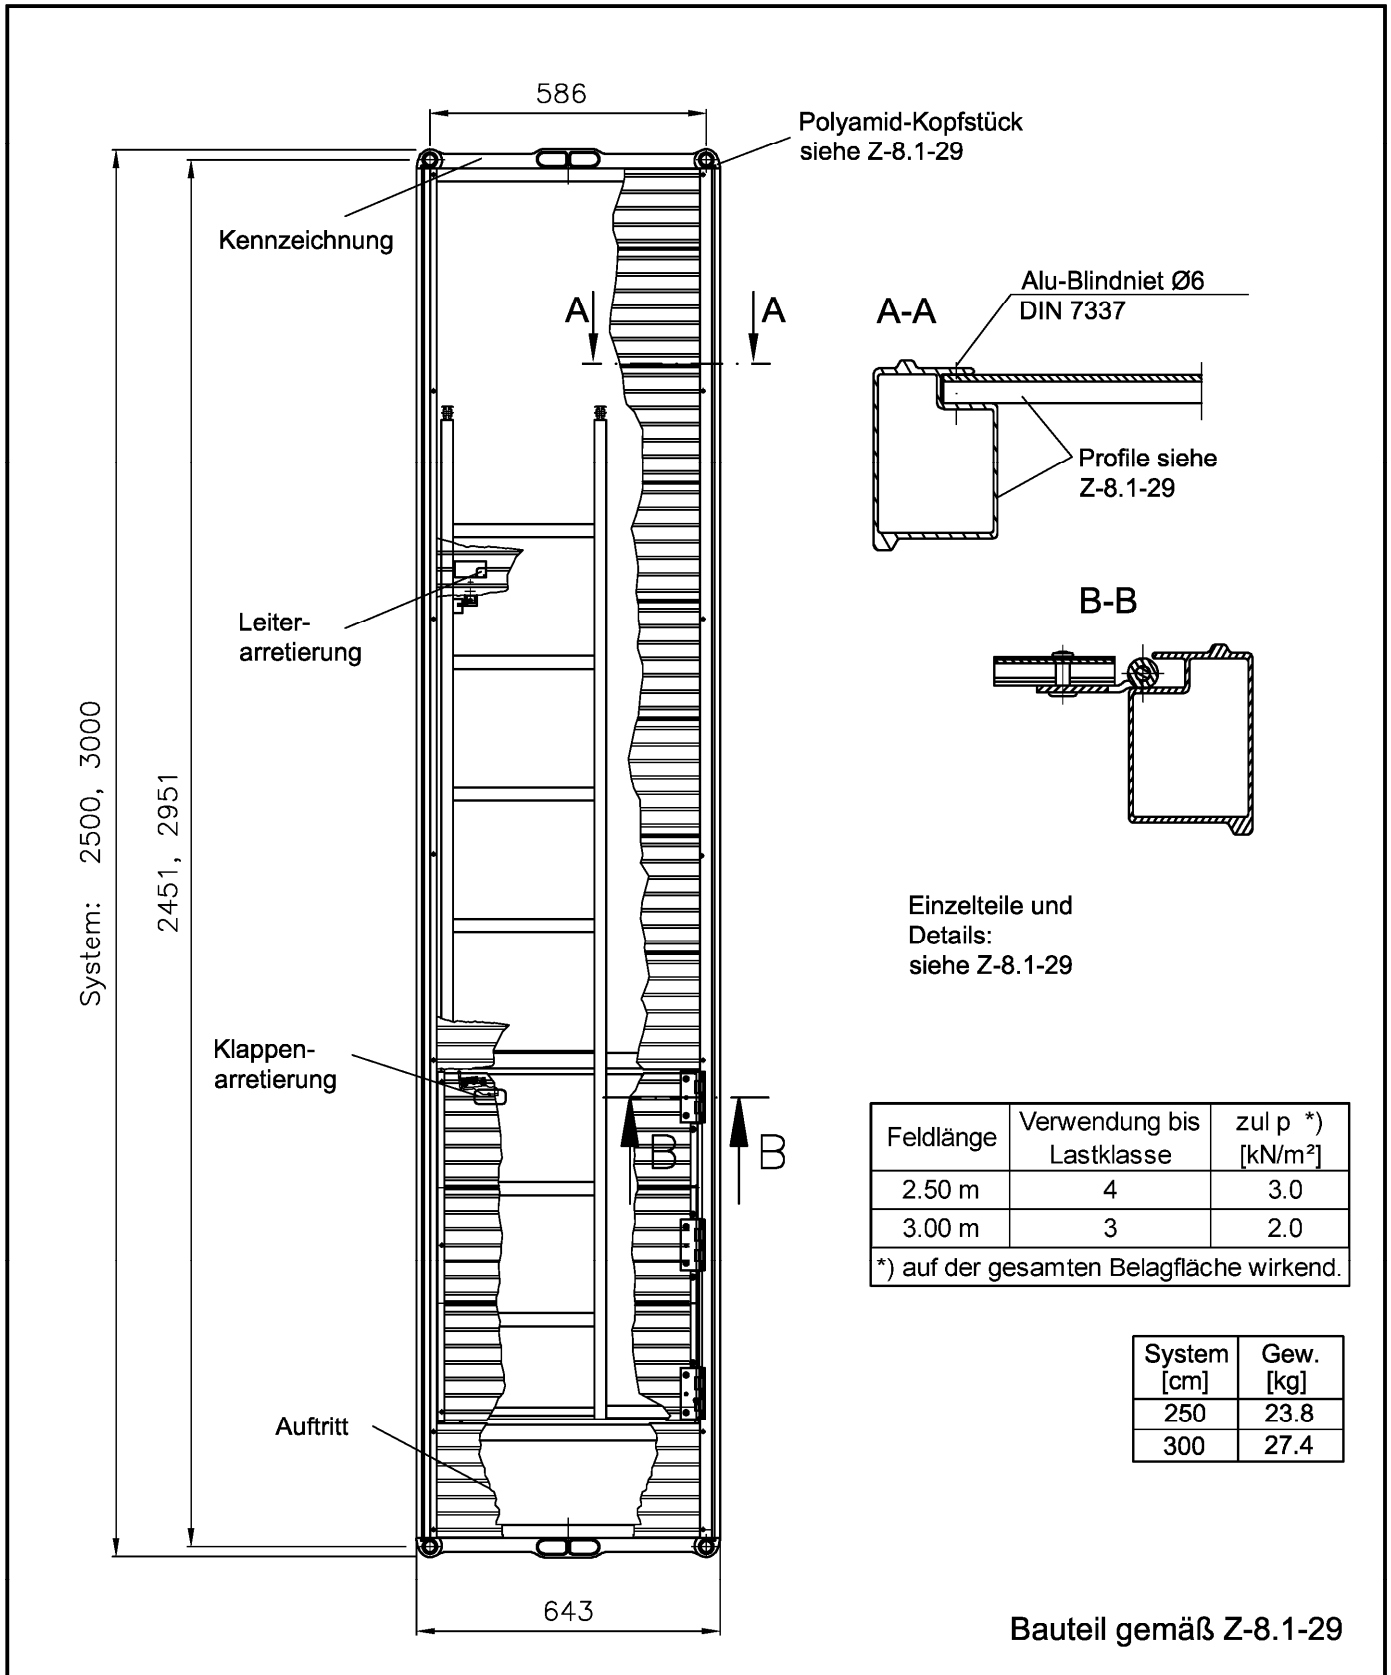 586
Polyamid-Kopfstück
siehe Z-8.1-29
Kennzeichnung
A
A
A-A
Alu-Blindniet Ø6
DIN 7337
Profile siehe
Z-8.1-29
B-B
Leiter-
arretierung
System: 2500, 3000
2451, 2951
Einzelteile und
Details:
siehe Z-8.1-29
Klappen-
arretierung
B
B
Feldlänge
Verwendung bis
Lastklasse
zul p *)
[kN/m²]
2.50 m 4 3.0
3.00 m 3 2.0
*) auf der gesamten Belagfläche wirkend.
System
[cm]
Gew.
[kg]
250 23.8
300 27.4
Auftritt
643
Bauteil gemäß Z-8.1-29